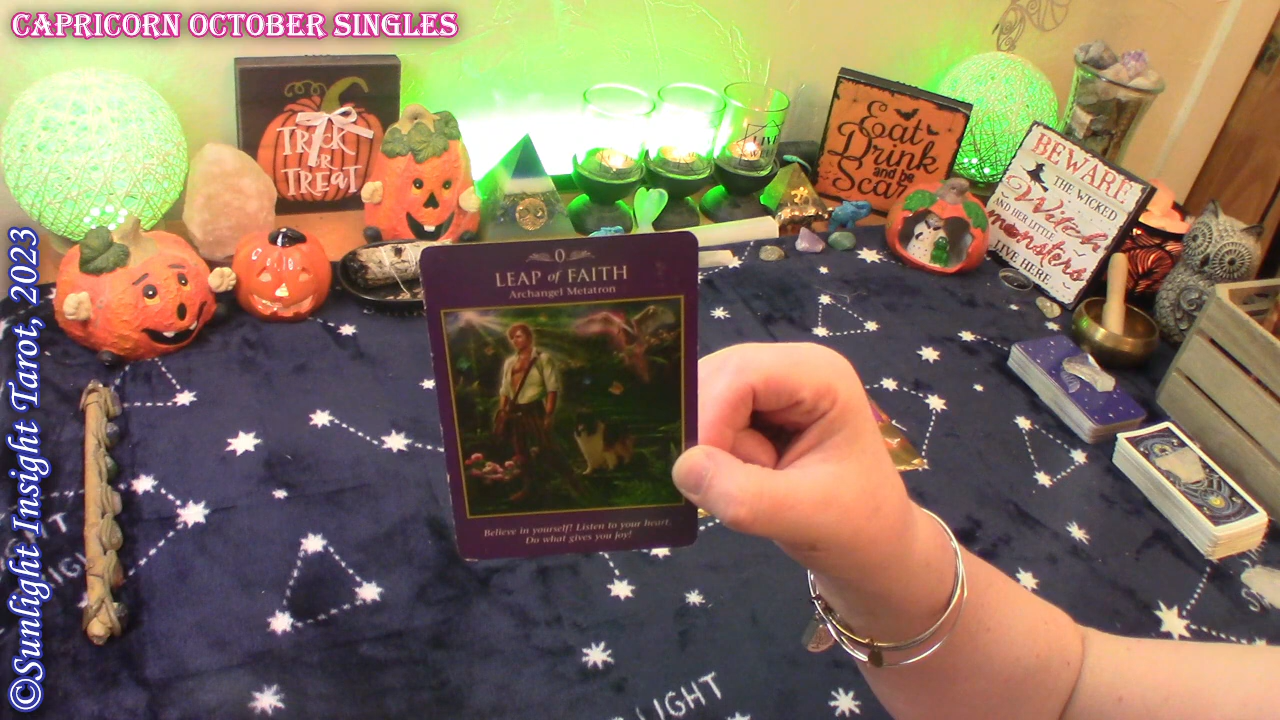 CAPRICORN OCTOBER SINGLES
©Sunlight Insight Tarot, 2023
TRICK
OR
TREAT
Eat
Drink
and be
Scary
BEWARE
THE WICKED
Witch
AND HER LITTLE
monsters
LIVE HERE
0
LEAP of FAITH
Archangel Metatron
Believe in yourself! Listen to your heart.
Do what gives you joy!
LIGHT